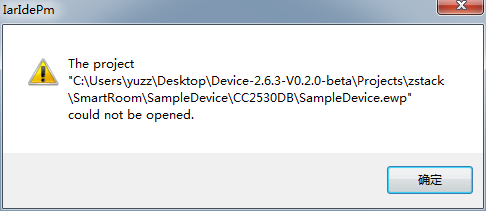 IarIdePm
The project
"C:\Users\yuzz\Desktop\Device-2.6.3-V0.2.0-beta\Projects\zstack
\SmartRoom\SampleDevice\CC2530DB\SampleDevice.ewp"
could not be opened.
确定